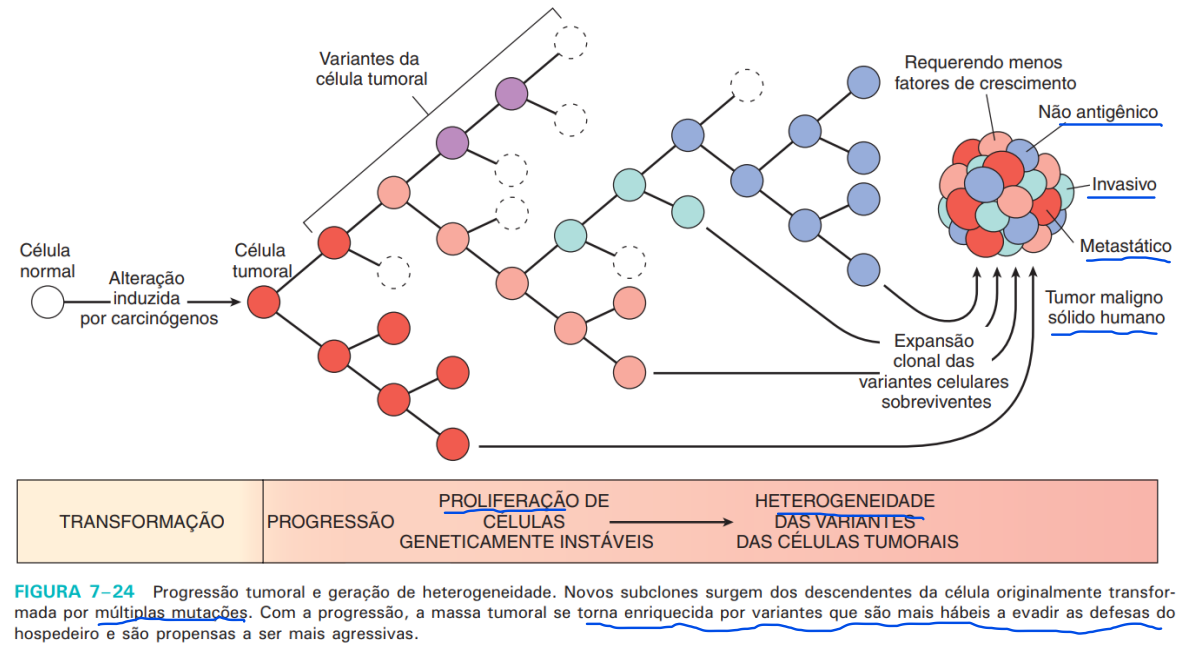 Variantes da
célula tumoral
Requerendo menos
fatores de crescimento
Não antigênico
Invasivo
Metastático
Célula
normal
Alteração
induzida
por carcinógenos
Célula
tumoral
Tumor maligno
sólido humano
Expansão
clonal das
variantes celulares
sobreviventes
TRANSFORMAÇÃO
PROGRESSÃO
PROLIFERAÇÃO DE
CELULAS
GENETICAMENTE INSTÁVEIS
HETEROGENEIDADE
DAS VARIANTES
DAS CÉLULAS TUMORAIS
FIGURA 7–24 Progressão tumoral e geração de heterogeneidade. Novos subclones surgem dos descendentes da célula originalmente transfor-
mada por múltiplas mutações. Com a progressão, a massa tumoral se torna enriquecida por variantes que são mais hábeis a evadir as defesas do
hospedeiro e são propensas a ser mais agressivas.